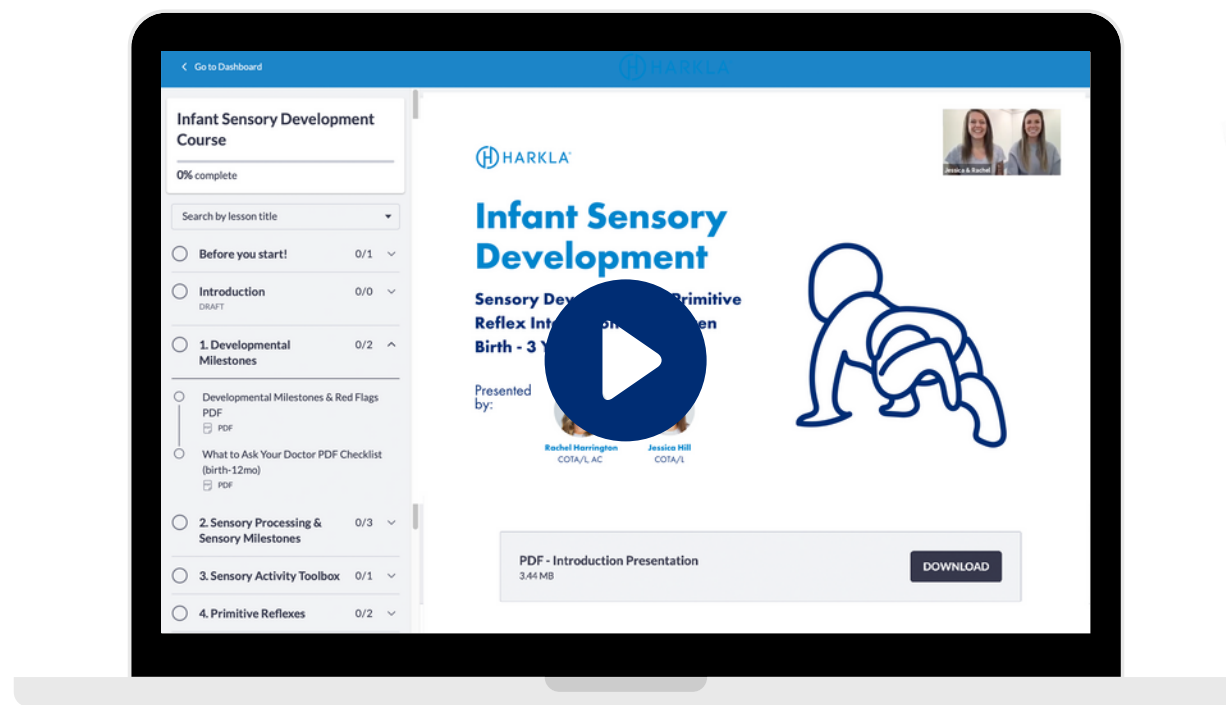 Go to Dashboard
HARKLA
Infant Sensory Development
Course
0% complete
Search by lesson title
Before you start! 0/1
Introduction 0/0
DRAFT
1. Developmental 0/2
Milestones
Developmental Milestones & Red Flags
PDF
PDF
What to Ask Your Doctor PDF Checklist
(birth-12mo)
PDF
2. Sensory Processing & 0/3
Sensory Milestones
3. Sensory Activity Toolbox 0/1
4. Primitive Reflexes 0/2
HARKLA
Jessica & Rachel
Infant Sensory
Development
Sensory Dev Primitive
Reflex Int en
Birth - 3
Presented
by:
Rachel Harrington Jessica Hill
COTA/L, AC COTA/L
PDF - Introduction Presentation
3.44 MB
DOWNLOAD